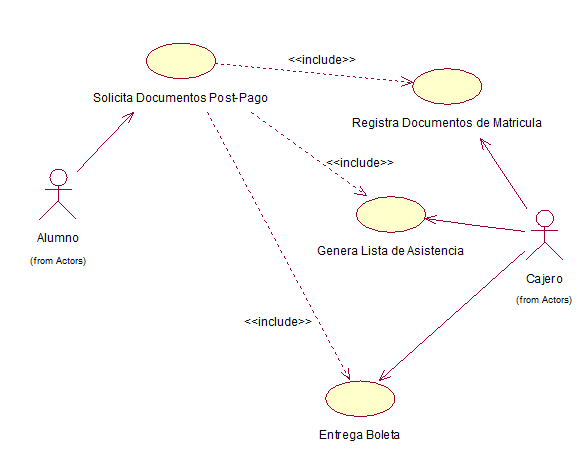 <<include>>
Solicita Documentos Post-Pago
Registra Documentos de Matricula
<<include>>
Alumno
(from Actors)
Genera Lista de Asistencia
Cajero
(from Actors)
<<include>>
Entrega Boleta